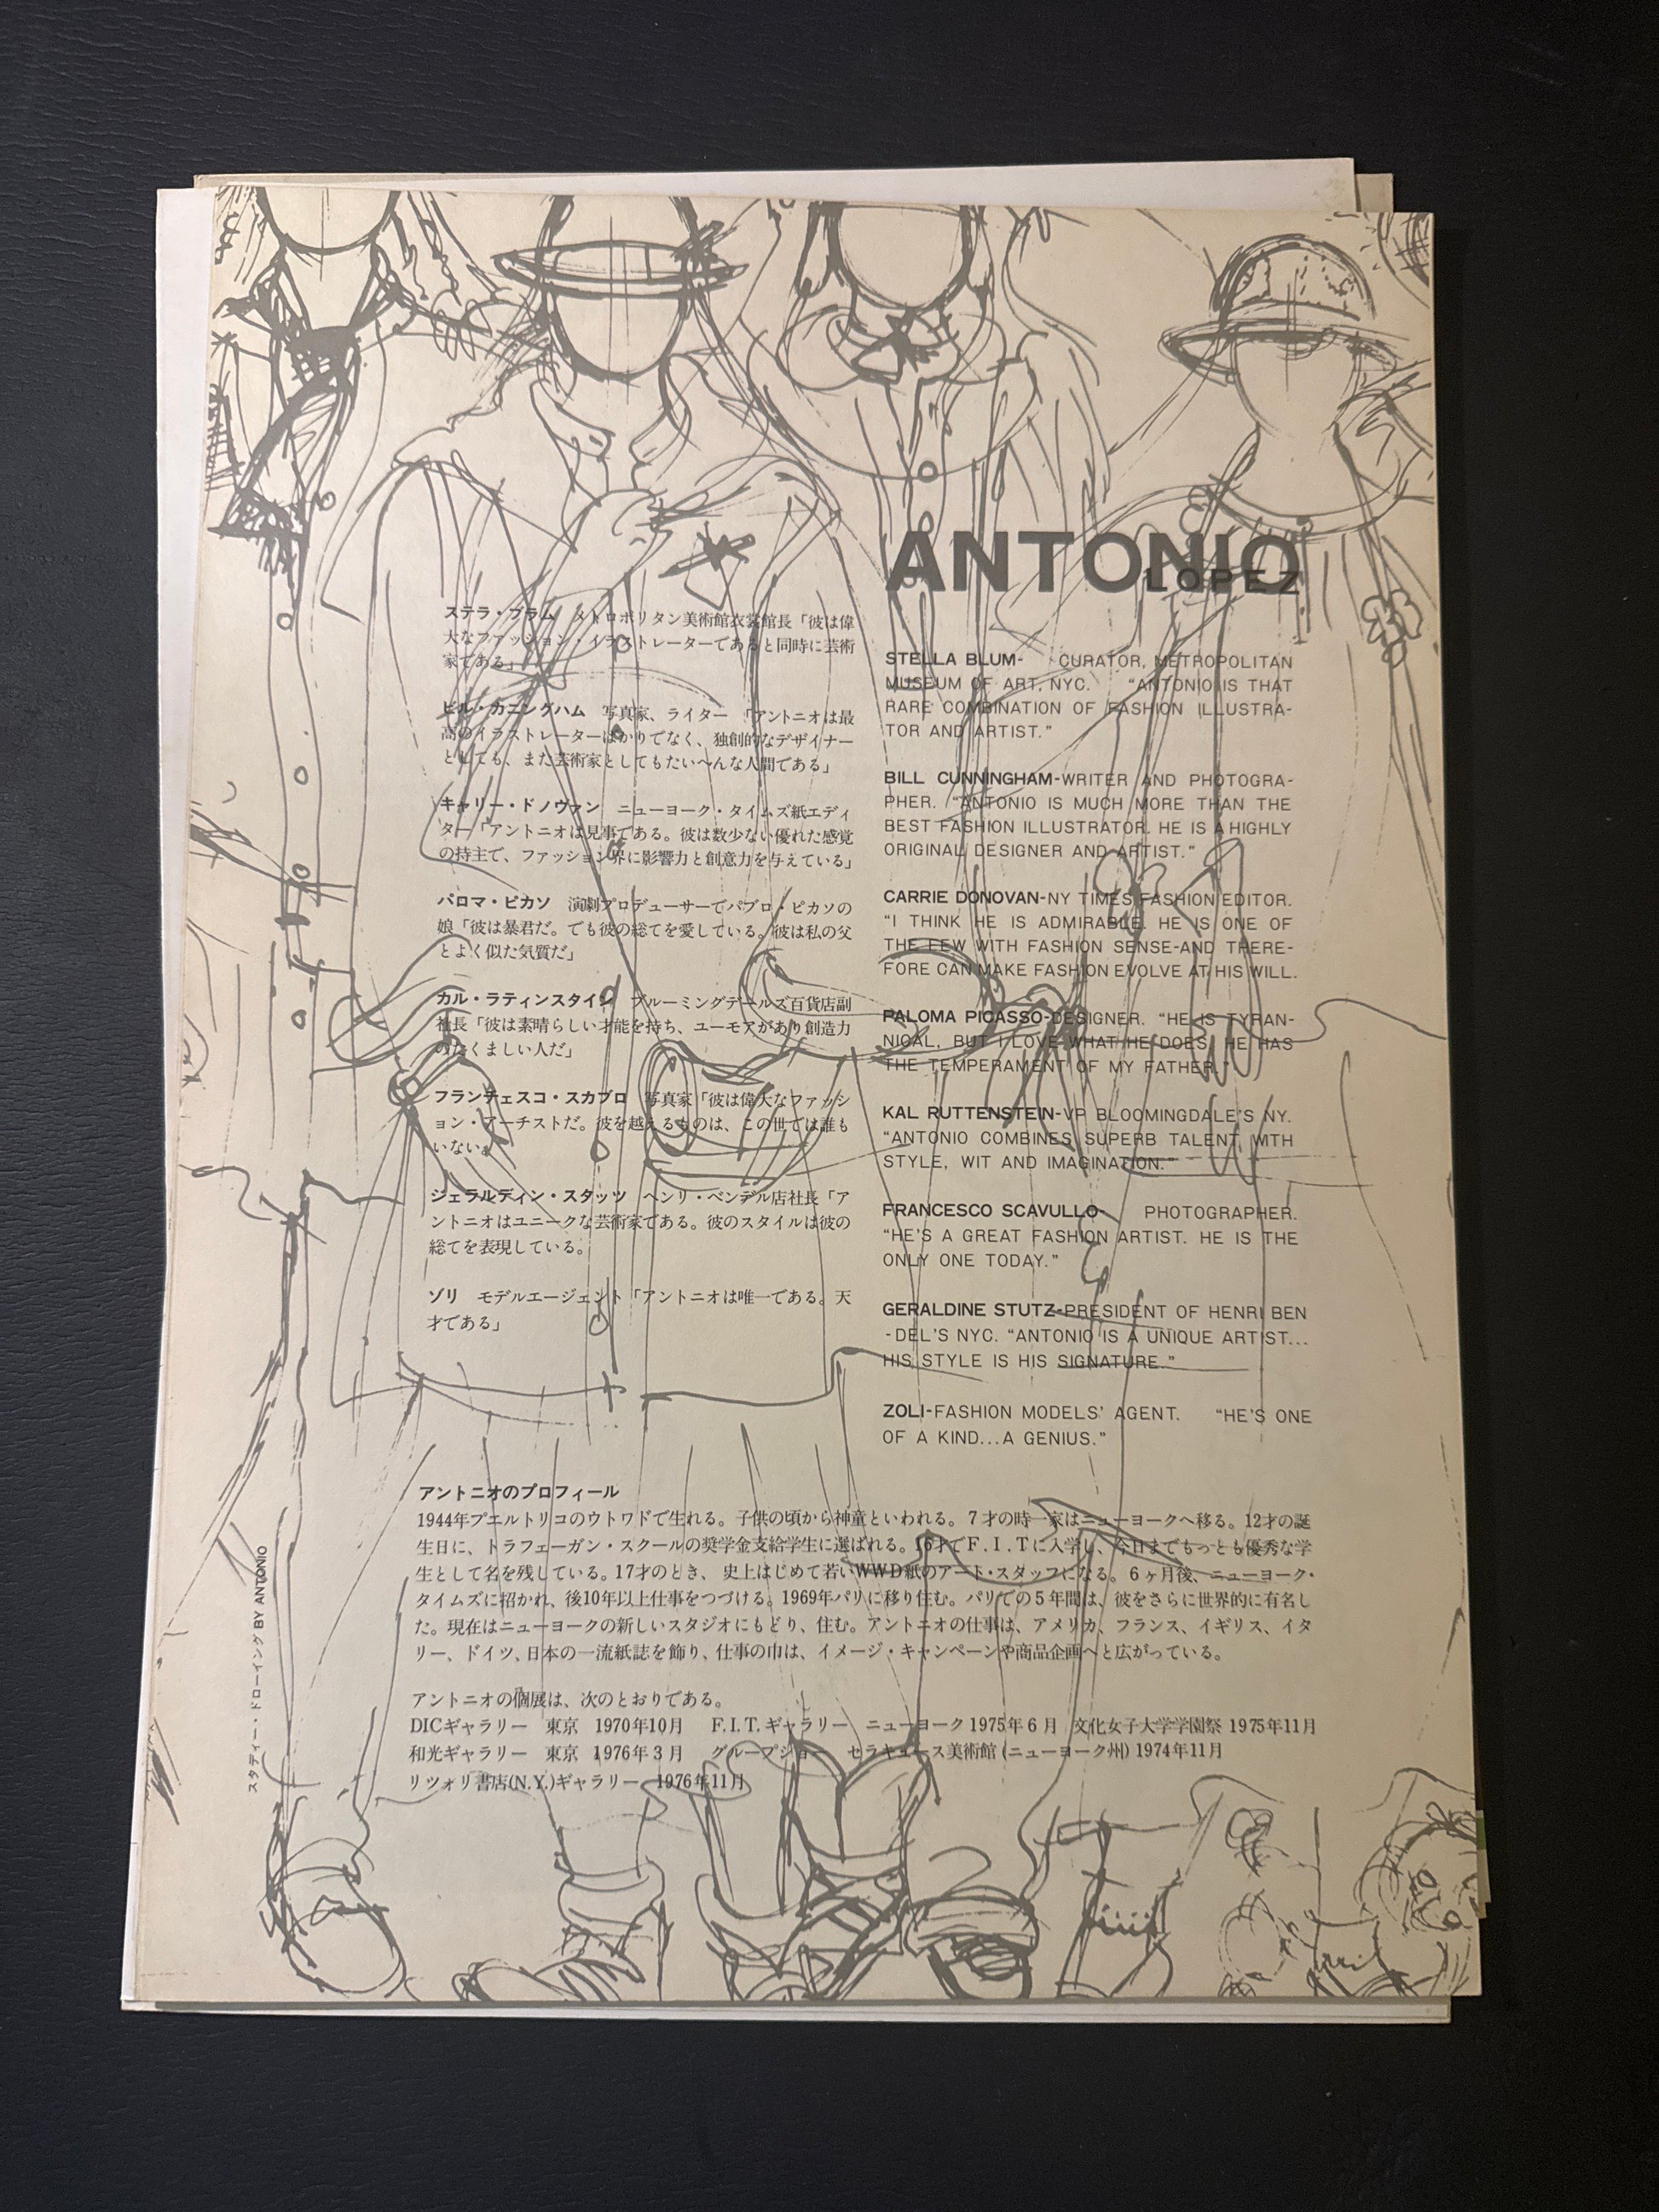 ANTONIO
LOPEZ
ステラ・ブラム　メトロポリタン美術館衣裳館長「彼は偉
大なファッション・イラストレーターであると同時に芸術
家である」
ビル・カニングハム　写真家、ライター　「アントニオは最
高のイラストレーターばかりでなく、独創的なデザイナー
としても、また芸術家としてもたいへんな人間である」
キャリー・ドノヴァン　ニューヨーク・タイムズ紙エディ
ター「アントニオは見事である。彼は数少ない優れた感覚
の持主で、ファッション界に影響力と創意力を与えている」
パロマ・ピカソ　演劇プロデューサーでパブロ・ピカソの
娘「彼は暴君だ。でも彼の総てを愛している。彼は私の父
とよく似た気質だ」
カル・ラティンスタイン　ブルーミングデールズ百貨店副
社長「彼は素晴らしい才能を持ち、ユーモアがあり創造力
のたくましい人だ」
フランチェスコ・スカブロ　写真家「彼は偉大なファッシ
ョン・アーチストだ。彼を越えるものは、この世では誰も
いない」
ジェラルディン・スタッツ　ヘンリ・ベンデル店社長「ア
ントニオはユニークな芸術家である。彼のスタイルは彼の
総てを表現している。
ゾリ　モデルエージェント「アントニオは唯一である。天
才である」
STELLA BLUM-　CURATOR, METROPOLITAN
MUSEUM OF ART, NYC.　“ANTONIO IS THAT
RARE COMBINATION OF FASHION ILLUSTRA-
TOR AND ARTIST.”
BILL CUNNINGHAM-WRITER AND PHOTOGRA-
PHER. “ANTONIO IS MUCH MORE THAN THE
BEST FASHION ILLUSTRATOR. HE IS A HIGHLY
ORIGINAL DESIGNER AND ARTIST.”
CARRIE DONOVAN-NY TIMES FASHION EDITOR.
“I THINK HE IS ADMIRABLE. HE IS ONE OF
THE FEW WITH FASHION SENSE-AND THERE-
FORE CAN MAKE FASHION EVOLVE AT HIS WILL.
PALOMA PICASSO-DESIGNER. “HE IS TYRAN-
NICAL, BUT I LOVE WHAT HE DOES, HE HAS
THE TEMPERAMENT OF MY FATHER.”
KAL RUTTENSTEIN-VP BLOOMINGDALE’S NY.
“ANTONIO COMBINES SUPERB TALENT WITH
STYLE, WIT AND IMAGINATION.”
FRANCESCO SCAVULLO-　PHOTOGRAPHER.
“HE’S A GREAT FASHION ARTIST. HE IS THE
ONLY ONE TODAY.”
GERALDINE STUTZ-PRESIDENT OF HENRI BEN
-DEL’S NYC. “ANTONIO IS A UNIQUE ARTIST...
HIS STYLE IS HIS SIGNATURE.”
ZOLI-FASHION MODELS’ AGENT.　“HE’S ONE
OF A KIND...A GENIUS.”
アントニオのプロフィール
1944年プエルトリコのウトワドで生れる。子供の頃から神童といわれる。7才の時一家はニューヨークへ移る。12才の誕
生日に、トラフェーガン・スクールの奨学金支給学生に選ばれる。16才でF.I.Tに入学し、今日までもっとも優秀な学
生として名を残している。17才のとき、史上はじめて若いWWD紙のアート・スタッフになる。6ヶ月後、ニューヨーク・
タイムズに招かれ、後10年以上仕事をつづける。1969年パリに移り住む。パリでの5年間は、彼をさらに世界的に有名し
た。現在はニューヨークの新しいスタジオにもどり、住む。アントニオの仕事は、アメリカ、フランス、イギリス、イタ
リー、ドイツ、日本の一流紙誌を飾り、仕事の巾は、イメージ・キャンペーンや商品企画へと広がっている。
アントニオの個展は、次のとおりである。
DICギャラリー　東京　1970年10月　F.I.T.ギャラリー　ニューヨーク 1975年6月　文化女子大学学園祭 1975年11月
和光ギャラリー　東京　1976年3月　グループショー　セラキュース美術館 (ニューヨーク州) 1974年11月
リツォリ書店(N.Y.)ギャラリー　1976年11月
スタディー・ドローイング BY ANTONIO